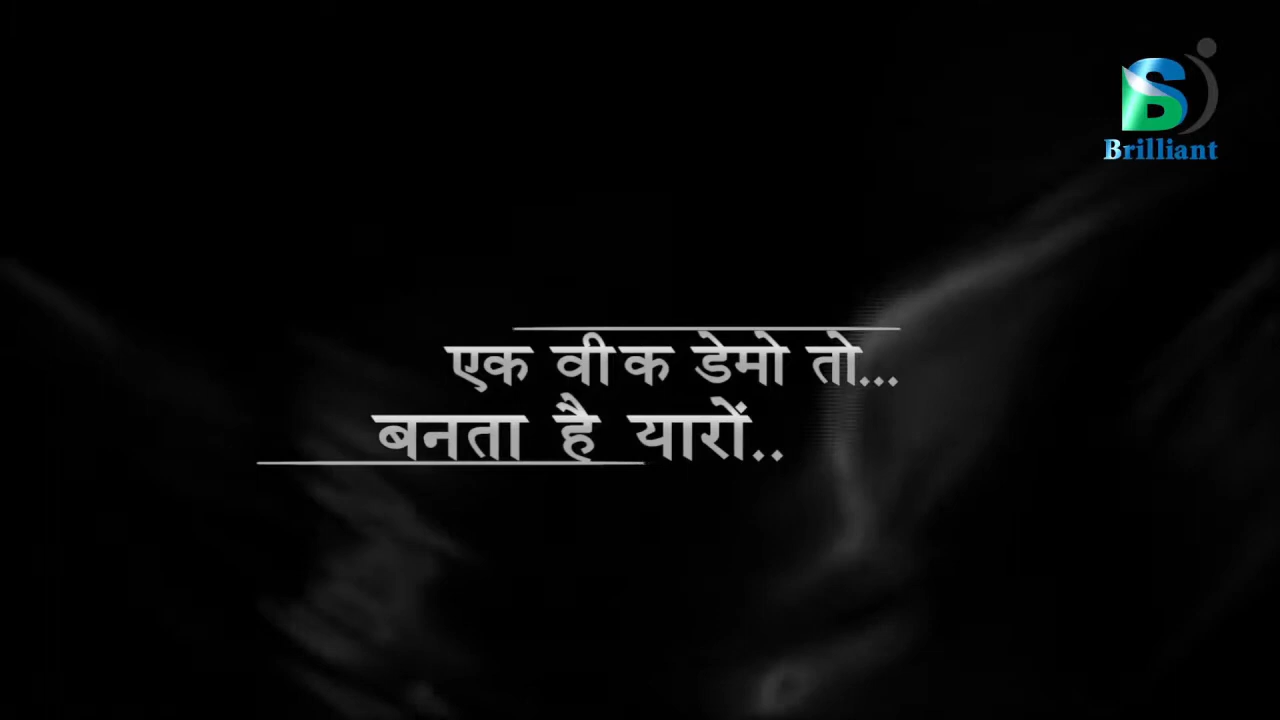 Brilliant
एक वीक डेमो तो...
बनता है यारों..